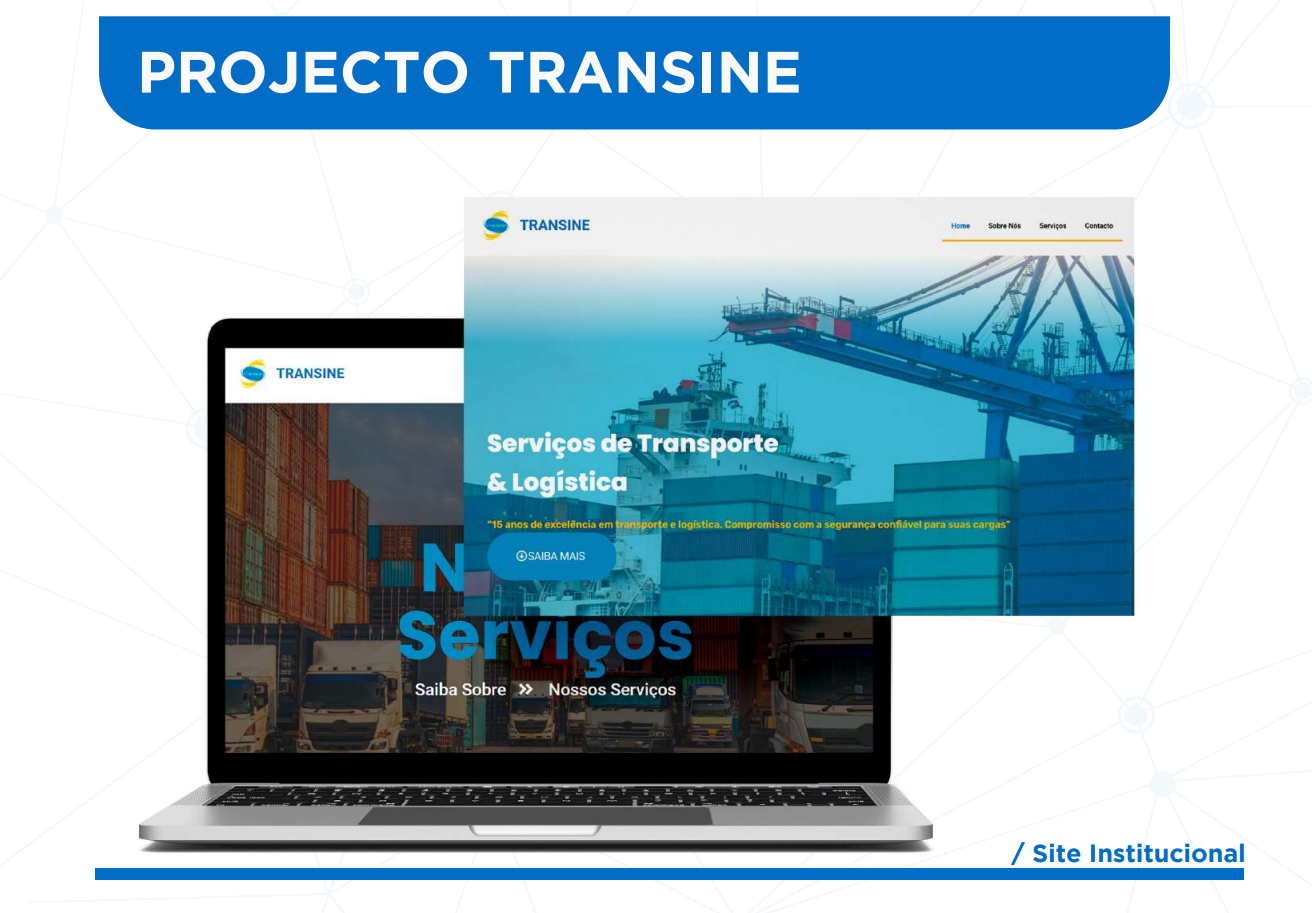 PROJECTO TRANSINE
TRANSINE
Home Sobre Nós Serviços Contacto
Serviços de Transporte
& Logística
"15 anos de excelência em transporte e logística. Compromisso com a segurança confiável para suas cargas"
SAIBA MAIS
TRANSINE
N
Serviços
Saiba Sobre » Nossos Serviços
/ Site Institucional